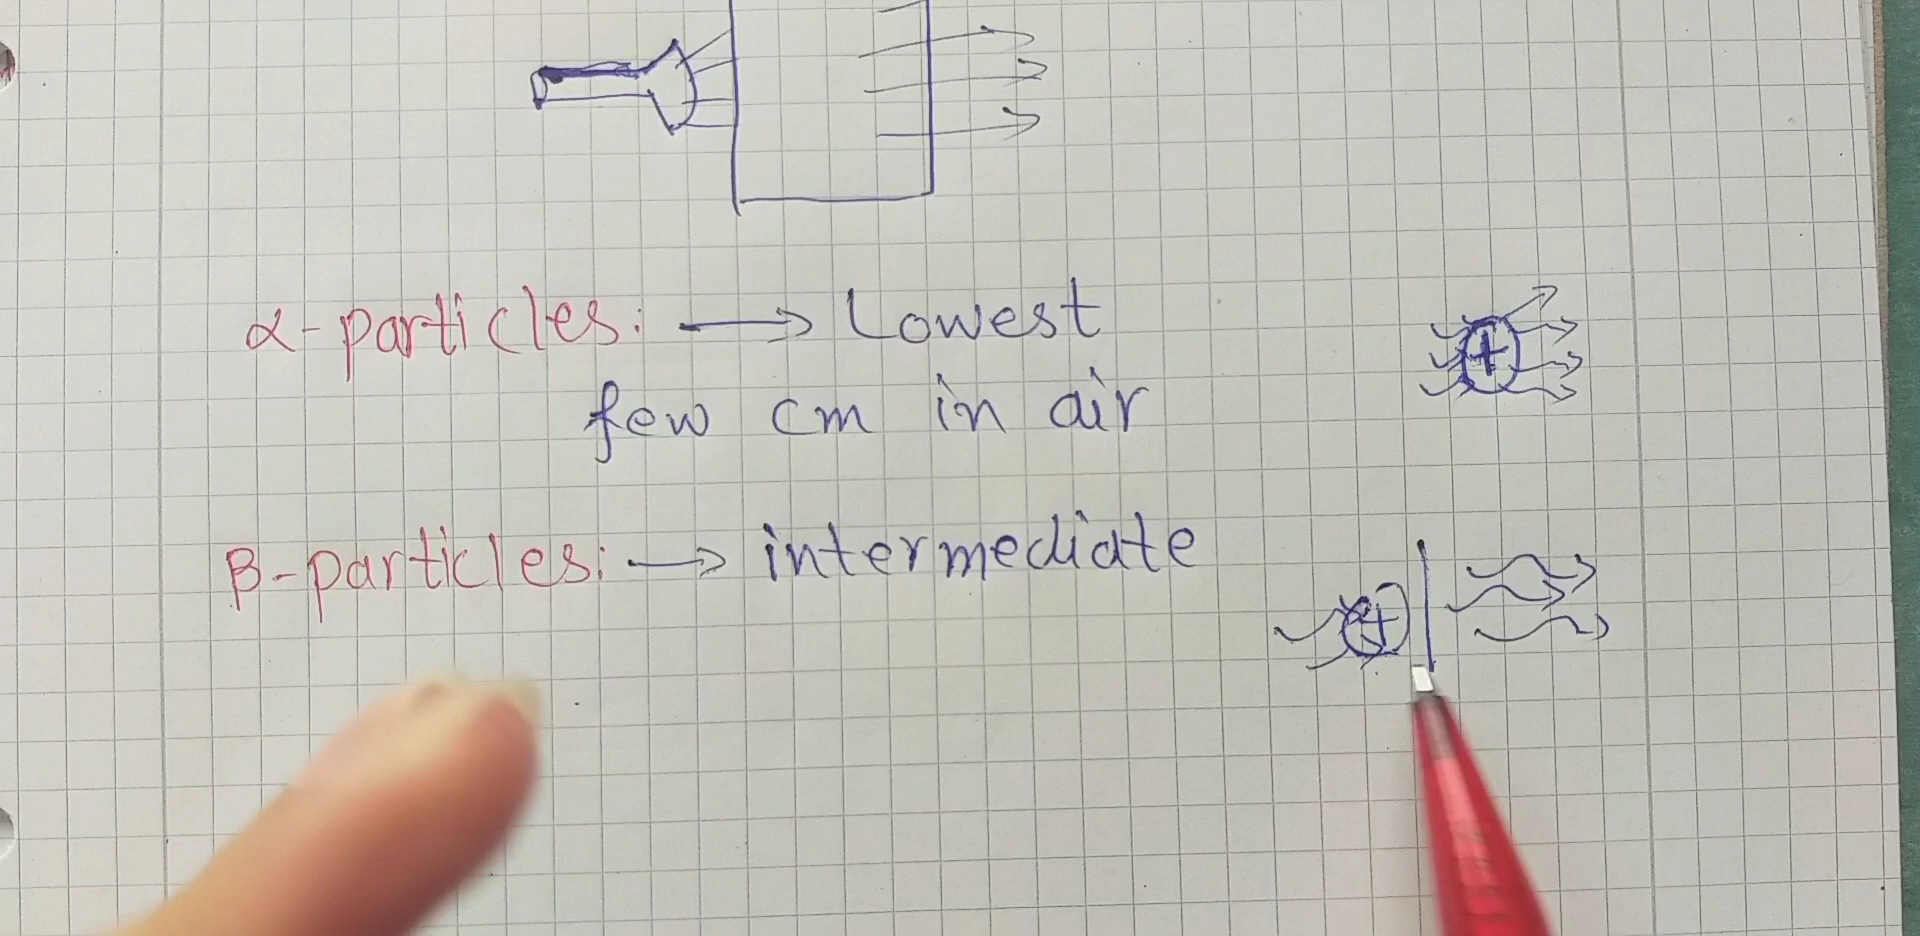 α-particles: → Lowest
few cm in air
+
β-particles: → intermediate
+